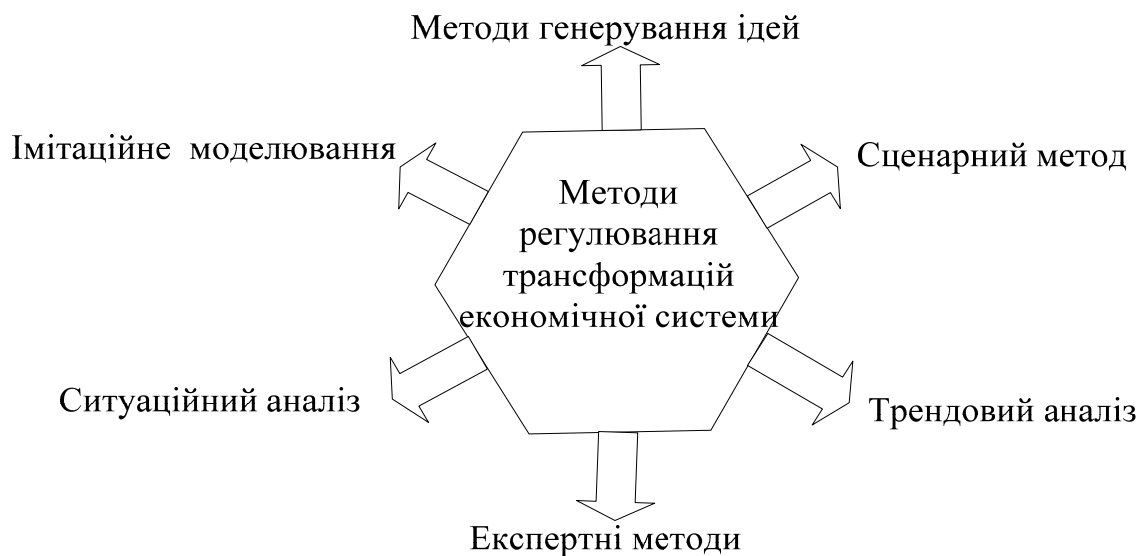 Методи генерування ідей
Імітаційне моделювання
Сценарний метод
Методи
регулювання
трансформацій
економічної системи
Ситуаційний аналіз
Трендовий аналіз
Експертні методи